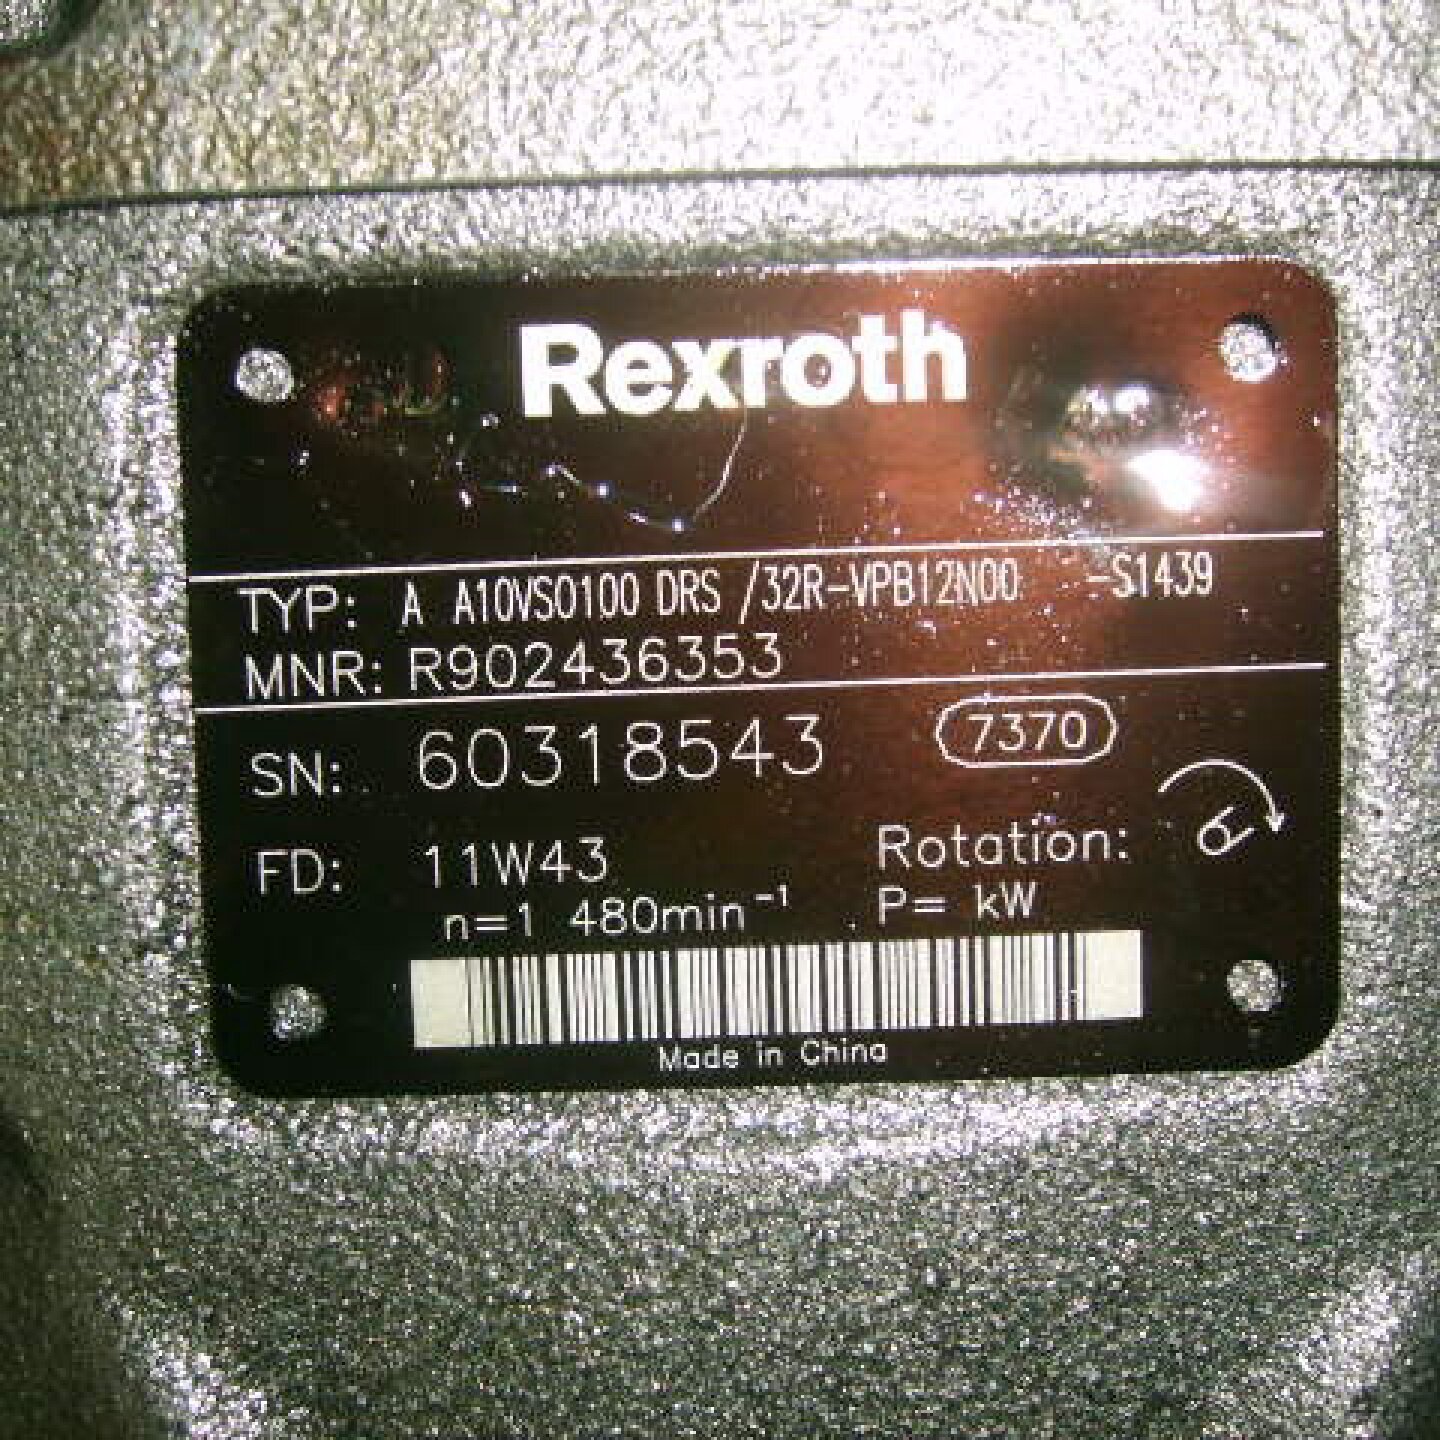 Rexroth
TYP: A A10VSO100 DRS /32R-VPB12N00 -S1439
MNR: R902436353
SN: 60318543 7370
FD: 11W43 Rotation:
n=1 480min⁻¹ P= kW
Made in China